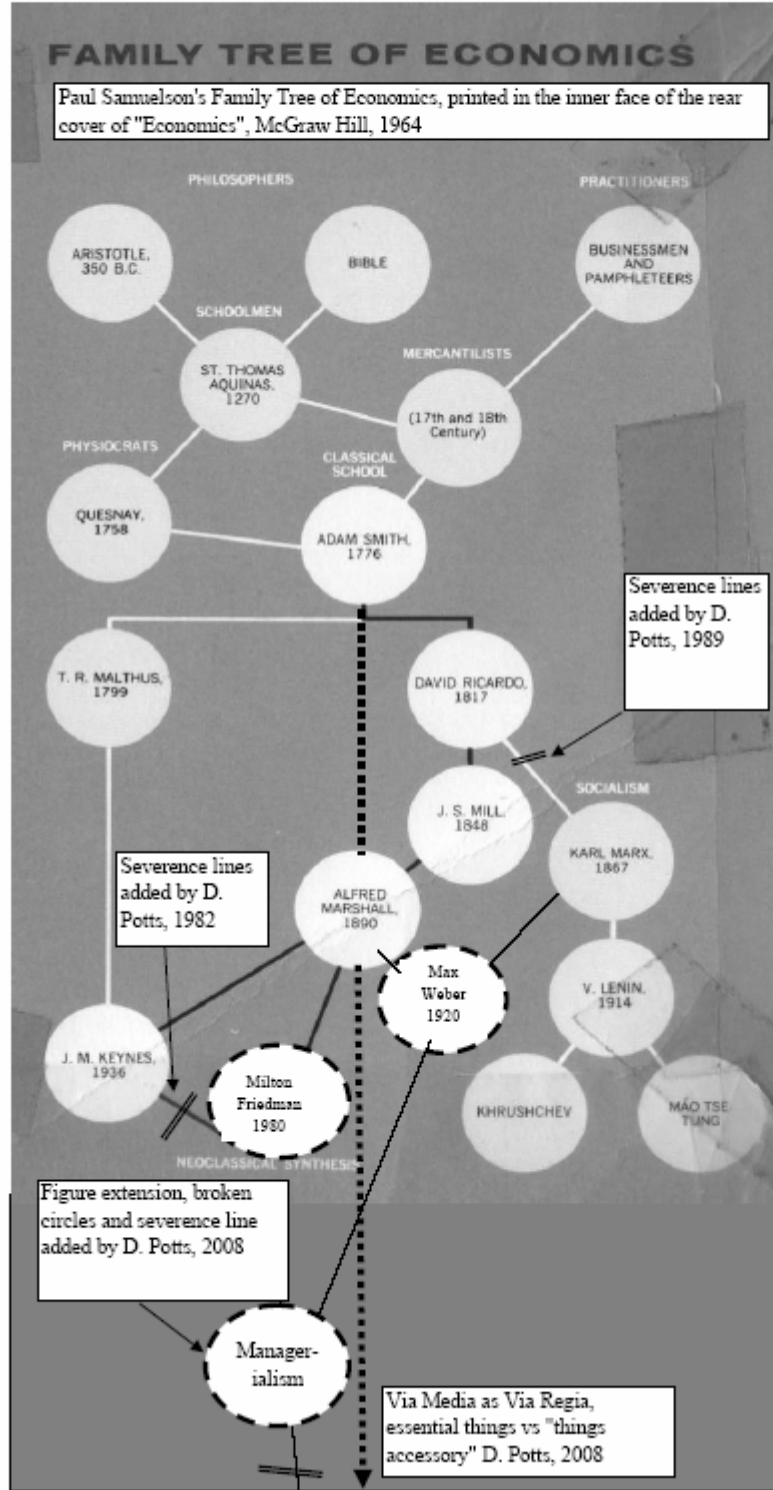 FAMILY TREE OF ECONOMICS
Paul Samuelson's Family Tree of Economics, printed in the inner face of the rear
cover of "Economics", McGraw Hill, 1964
PHILOSOPHERS
PRACTITIONERS
ARISTOTLE,
350 B.C.
BIBLE
BUSINESSMEN
AND
PAMPHLETEERS
SCHOOLMEN
ST. THOMAS
AQUINAS,
1270
MERCANTILISTS
(17th and 18th
Century)
PHYSIOCRATS
CLASSICAL
SCHOOL
QUESNAY,
1758
ADAM SMITH,
1776
Severence lines
added by D.
Potts, 1989
T. R. MALTHUS,
1799
DAVID RICARDO,
1817
J. S. MILL,
1848
SOCIALISM
KARL MARX,
1867
Severence lines
added by D.
Potts, 1982
ALFRED
MARSHALL,
1890
Max
Weber
1920
V. LENIN,
1914
J. M. KEYNES,
1936
Milton
Friedman
1980
KHRUSHCHEV
MAO TSE
TUNG
NEOCLASSICAL SYNTHESIS
Figure extension, broken
circles and severence line
added by D. Potts, 2008
Manager-
ialism
Via Media as Via Regia,
essential things vs "things
accessory" D. Potts, 2008